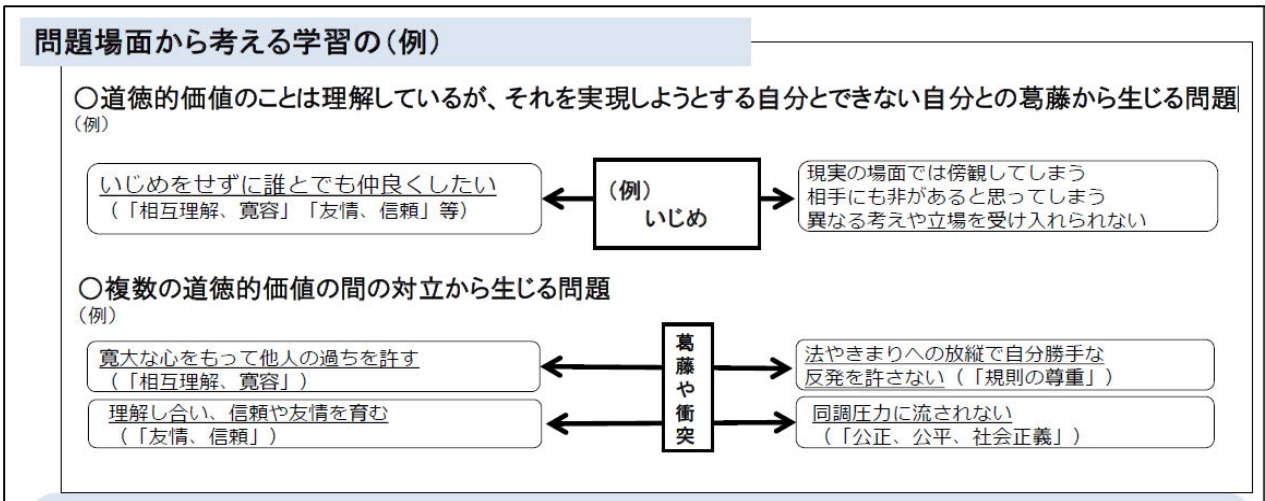 問題場面から考える学習の(例)
○道徳的価値のことは理解しているが、それを実現しようとする自分とできない自分との葛藤から生じる問題
(例)
いじめをせずに誰とでも仲良くしたい
(「相互理解、寛容」「友情、信頼」等)
(例)
いじめ
現実の場面では傍観してしまう
相手にも非があると思ってしまう
異なる考えや立場を受け入れられない
○複数の道徳的価値の間の対立から生じる問題
(例)
寛大な心をもって他人の過ちを許す
(「相互理解、寛容」)
理解し合い、信頼や友情を育む
(「友情、信頼」)
葛藤や衝突
法やきまりへの放縦で自分勝手な
反発を許さない(「規則の尊重」)
同調圧力に流されない
(「公正、公平、社会正義」)